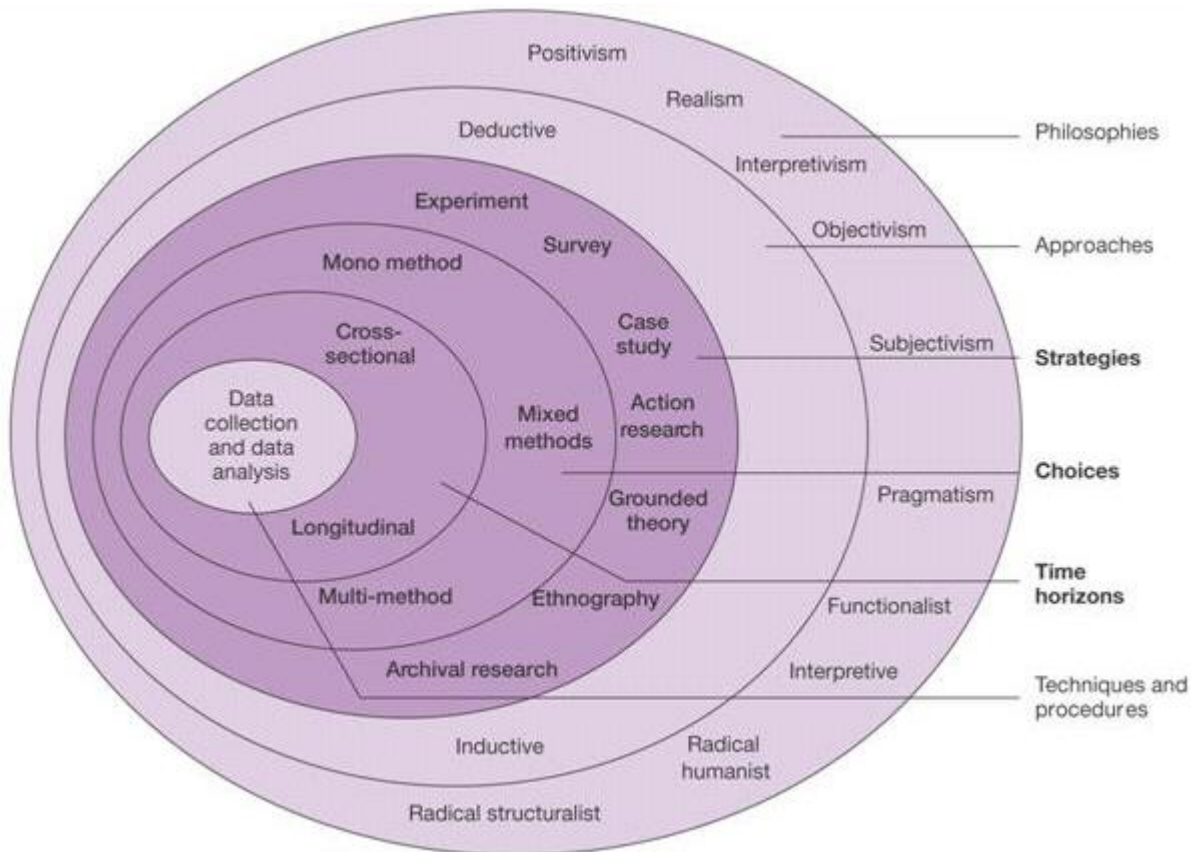 Positivism
Realism
Philosophies
Deductive
Interpretivism
Experiment
Objectivism
Survey
Approaches
Mono method
Case
study
Cross-
sectional
Subjectivism
Strategies
Data
collection
and data
analysis
Mixed
methods
Action
research
Choices
Pragmatism
Grounded
theory
Longitudinal
Time
horizons
Multi-method
Ethnography
Functionalist
Archival research
Interpretive
Techniques and
procedures
Inductive
Radical
humanist
Radical structuralist